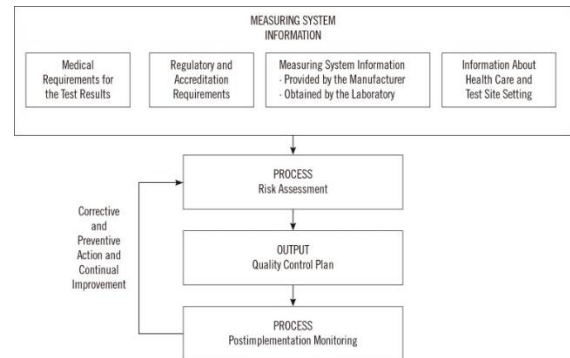 MEASURING SYSTEM
INFORMATION
Medical
Requirements for
the Test Results
Regulatory and
Accreditation
Requirements
Measuring System Information
· Provided by the Manufacturer
· Obtained by the Laboratory
Information About
Health Care and
Test Site Setting
PROCESS
Risk Assessment
Corrective
and
Preventive
Action and
Continual
Improvement
OUTPUT
Quality Control Plan
PROCESS
Postimplementation Monitoring